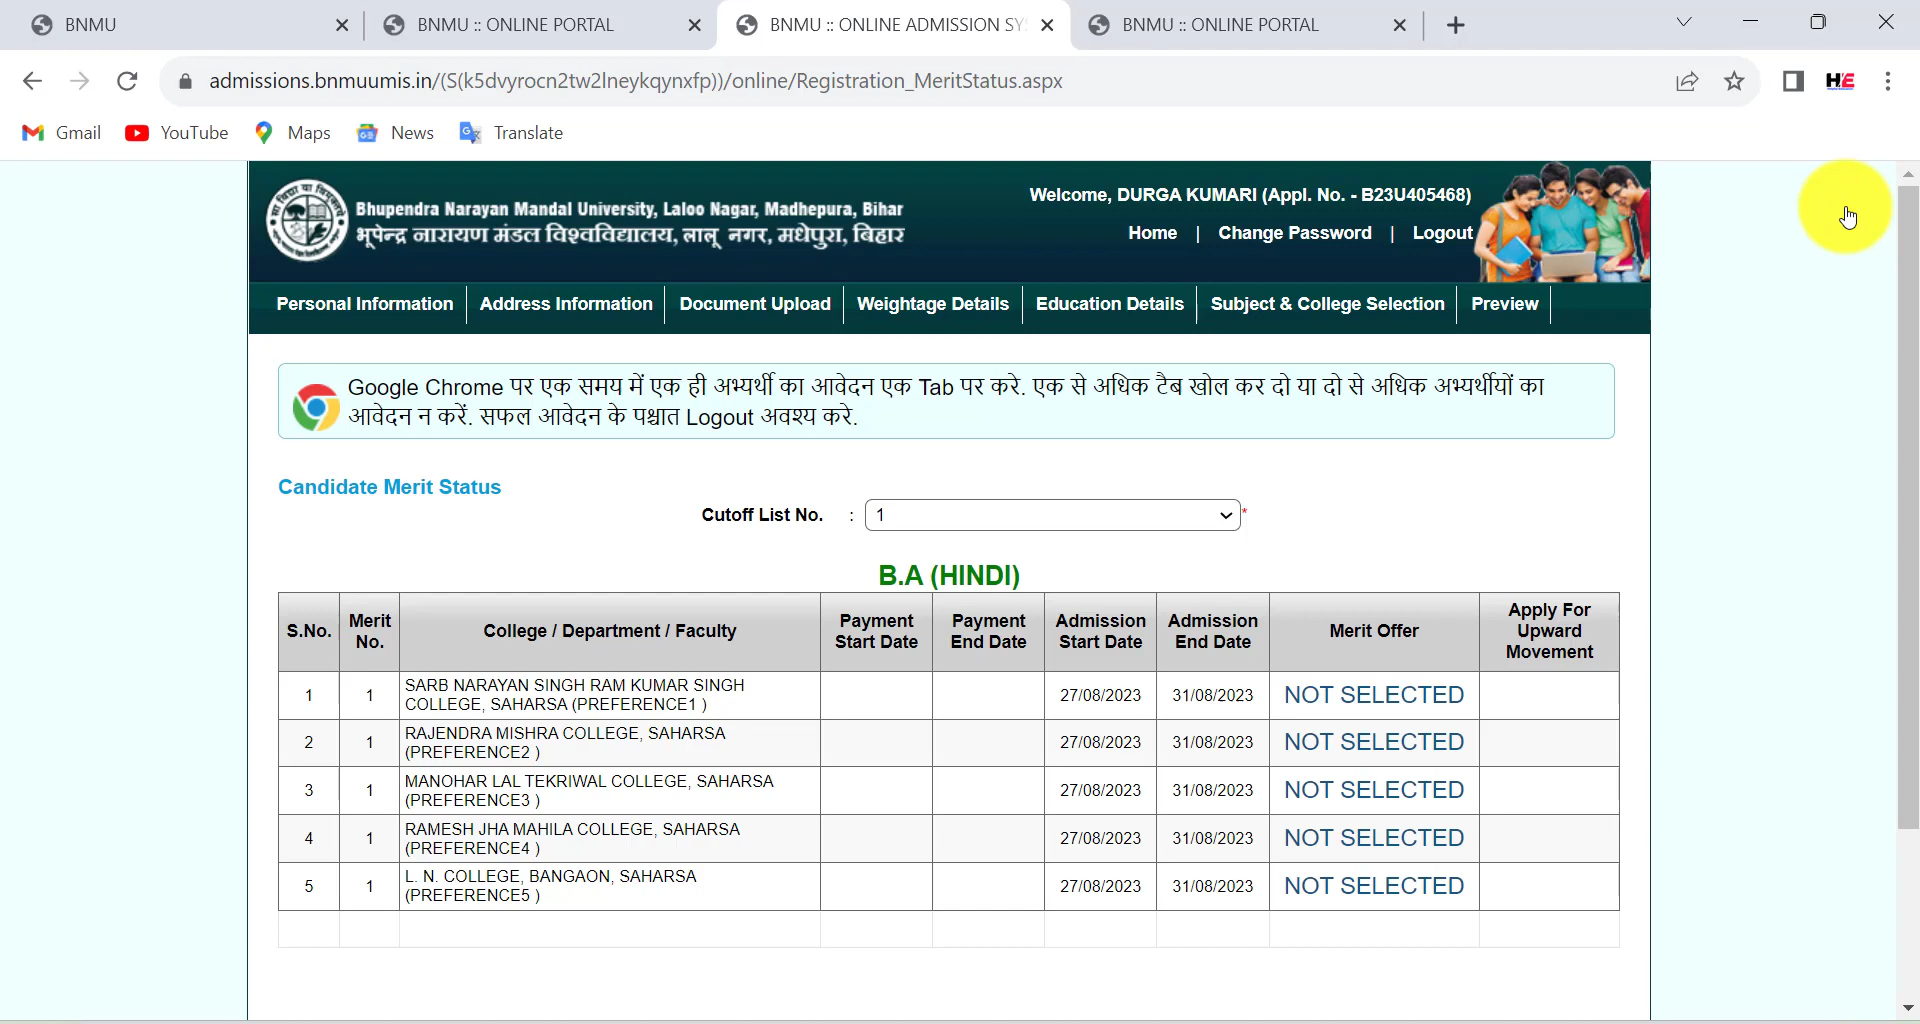 BNMU
BNMU :: ONLINE PORTAL
BNMU :: ONLINE ADMISSION SY
BNMU :: ONLINE PORTAL
admissions.bnmuumis.in/(S(k5dvyrocn2tw2lneykqynxfp))/online/Registration_MeritStatus.aspx
HE
Gmail
YouTube
Maps
News
Translate
Bhupendra Narayan Mandal University, Laloo Nagar, Madhepura, Bihar
भूपेन्द्र नारायण मंडल विश्वविद्यालय, लालू नगर, मधेपुरा, बिहार
Welcome, DURGA KUMARI (Appl. No. - B23U405468)
Home | Change Password | Logout
Personal Information
Address Information
Document Upload
Weightage Details
Education Details
Subject & College Selection
Preview
Google Chrome पर एक समय में एक ही अभ्यर्थी का आवेदन एक Tab पर करे. एक से अधिक टैब खोल कर दो या दो से अधिक अभ्यर्थीयों का
आवेदन न करें. सफल आवेदन के पश्चात Logout अवश्य करे.
Candidate Merit Status
Cutoff List No. : 1 *
B.A (HINDI)
S.No.
Merit
No.
College / Department / Faculty
Payment
Start Date
Payment
End Date
Admission
Start Date
Admission
End Date
Merit Offer
Apply For
Upward
Movement
1
1
SARB NARAYAN SINGH RAM KUMAR SINGH
COLLEGE, SAHARSA (PREFERENCE1 )
27/08/2023
31/08/2023
NOT SELECTED
2
1
RAJENDRA MISHRA COLLEGE, SAHARSA
(PREFERENCE2 )
27/08/2023
31/08/2023
NOT SELECTED
3
1
MANOHAR LAL TEKRIWAL COLLEGE, SAHARSA
(PREFERENCE3 )
27/08/2023
31/08/2023
NOT SELECTED
4
1
RAMESH JHA MAHILA COLLEGE, SAHARSA
(PREFERENCE4 )
27/08/2023
31/08/2023
NOT SELECTED
5
1
L. N. COLLEGE, BANGAON, SAHARSA
(PREFERENCE5 )
27/08/2023
31/08/2023
NOT SELECTED